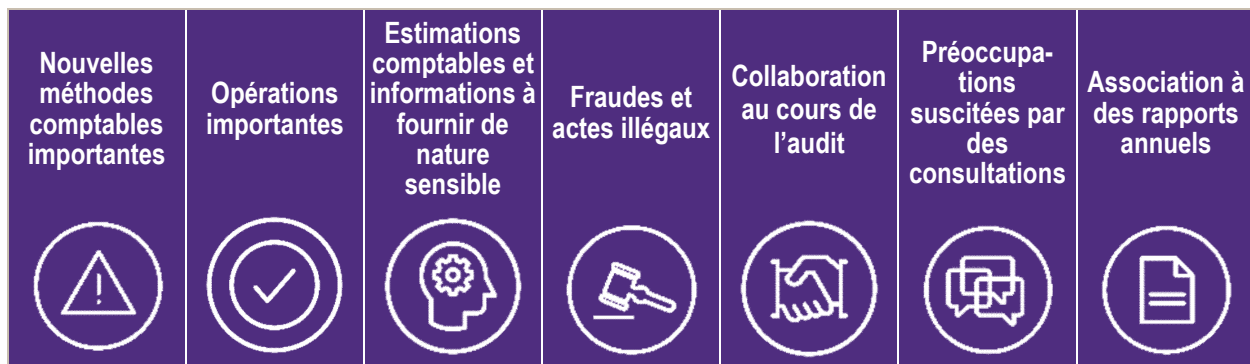 Nouvelles
méthodes
comptables
importantes
Opérations
importantes
Estimations
comptables et
informations à
fournir de
nature
sensible
Fraudes et
actes illégaux
Collaboration
au cours de
l’audit
Préoccupa-
tions
suscitées par
des
consultations
Association à
des rapports
annuels